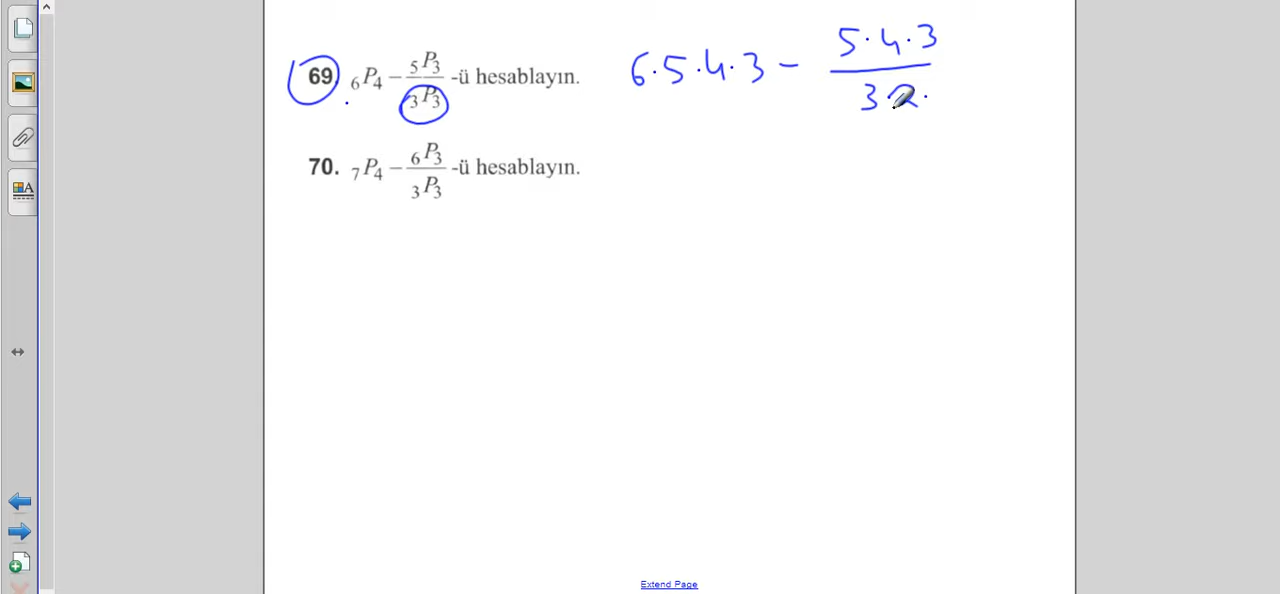 69. ₆P₄ − ₅P₃ / ₃P₃ -ü hesablayın. 6·5·4·3 − 5·4·3 / 3·2·
70. ₇P₄ − ₆P₃ / ₃P₃ -ü hesablayın.
Extend Page